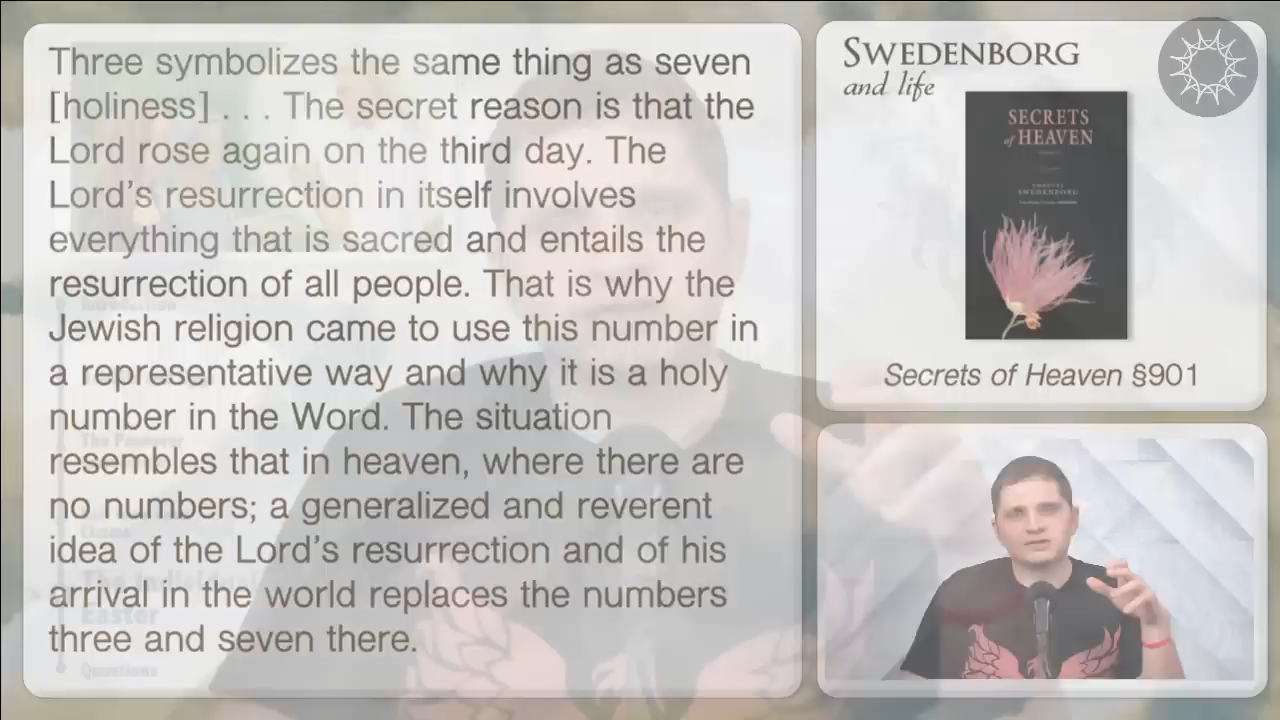 Three symbolizes the same thing as seven
[holiness] . . . The secret reason is that the
Lord rose again on the third day. The
Lord's resurrection in itself involves
everything that is sacred and entails the
resurrection of all people. That is why the
Jewish religion came to use this number in
a representative way and why it is a holy
number in the Word. The situation
resembles that in heaven, where there are
no numbers; a generalized and reverent
idea of the Lord's resurrection and of his
arrival in the world replaces the numbers
three and seven there.
Introduction
The Passover
Easter
Questions
SWEDENBORG
and life
SECRETS
of HEAVEN
SWEDENBORG
Secrets of Heaven §901